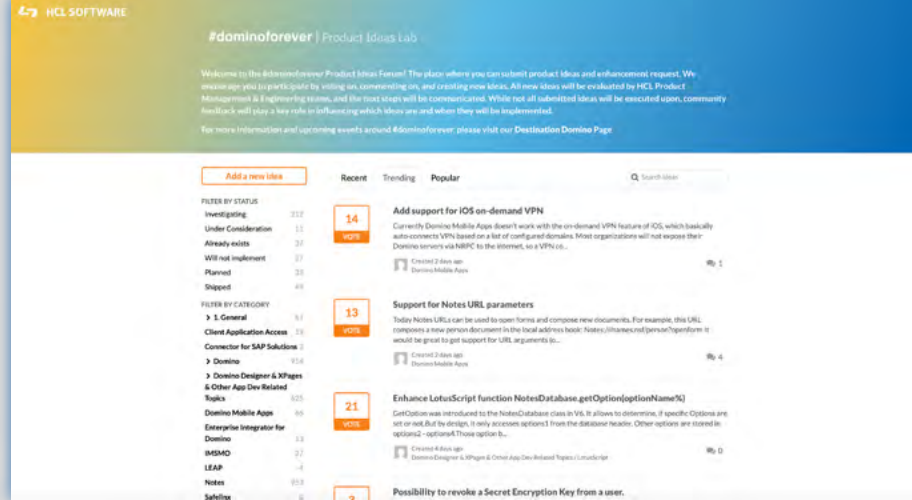 HCL SOFTWARE
#dominoforever | Product Ideas Lab
Welcome to the #dominoforever Product Ideas Forum! The place where you can submit product ideas and enhancement request. We
encourage you to participate by voting on, commenting on, and creating new ideas. All new ideas will be evaluated by HCL Product
Management & Engineering teams, and the next steps will be communicated. While not all submitted ideas will be executed upon, community
feedback will play a key role in influencing which ideas are and when they will be implemented.
For more information and upcoming events around #dominoforever, please visit our Destination Domino Page
Add a new idea
Recent Trending Popular
Search ideas
FILTER BY STATUS
Investigating
Under Consideration 11
Already exists
Will not implement
Planned
Shipped
FILTER BY CATEGORY
1. General
Client Application Access
Connector for SAP Solutions
Domino
Domino Designer & XPages
& Other App Dev Related
Topics
Domino Mobile Apps
Enterprise Integrator for
Domino
IMSMO
LEAP
Notes
SafeLinx
14
VOTE
Add support for iOS on-demand VPN
Currently Domino Mobile Apps doesn't work with the on-demand VPN feature of iOS, which basically
auto-connects VPN based on a list of configured domains. Most organizations will not expose their
Domino servers via NRPC to the internet, so a VPN co...
Created 2 days ago
Domino Mobile Apps
1
13
VOTE
Support for Notes URL parameters
Today Notes URLs can be used to open forms and compose new documents. For example, this URL
composes a new person document in the local address book: Notes:///names.nsf/person?openform It
would be great to get support for URL arguments (o...
Created 2 days ago
Domino Mobile Apps
4
21
VOTE
Enhance LotusScript function NotesDatabase.getOption(optionName%)
GetOption was introduced to the NotesDatabase class in V6. It allows to determine, if specific Options are
set or not.But by design, it only accesses options1 from the database header. Other options are stored in
options2 - options4.Those option b...
Created 4 days ago
Domino Designer & XPages & Other App Dev Related Topics / LotusScript
0
3
Possibility to revoke a Secret Encryption Key from a user.